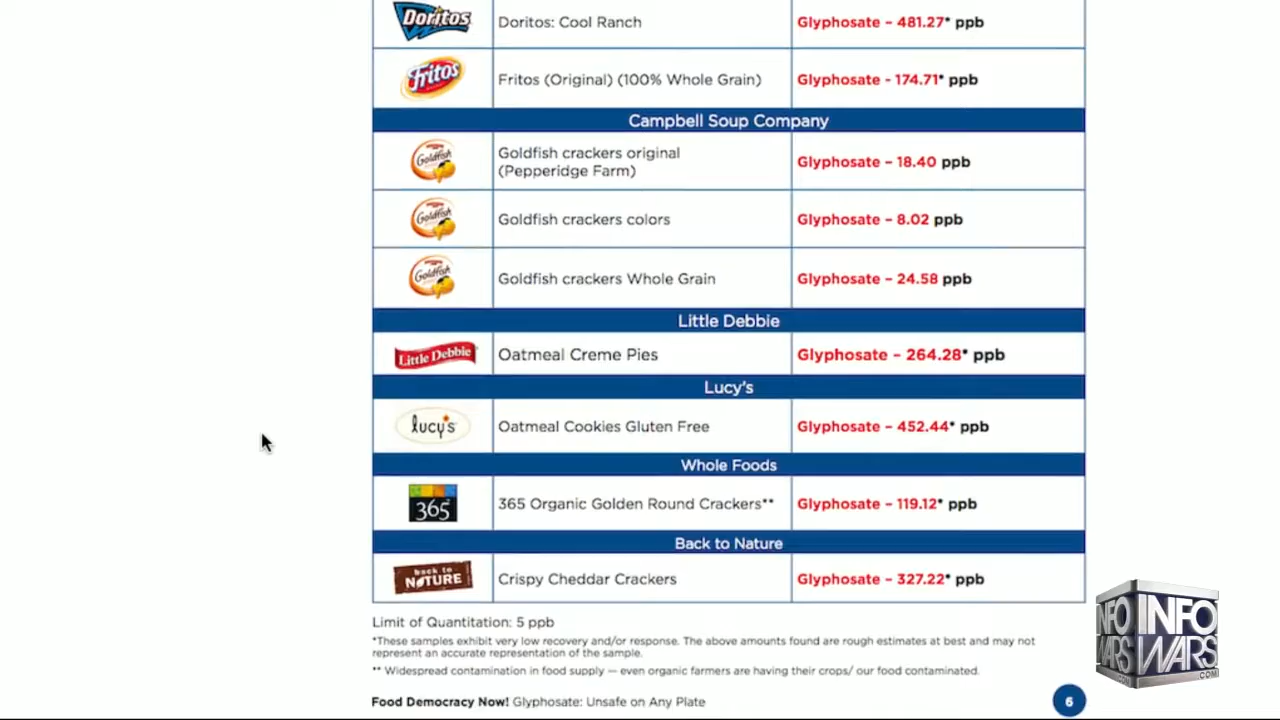 Doritos
Doritos: Cool Ranch
Glyphosate – 481.27* ppb
Fritos
Fritos (Original) (100% Whole Grain)
Glyphosate - 174.71* ppb
Campbell Soup Company
Goldfish
Goldfish crackers original
(Pepperidge Farm)
Glyphosate – 18.40 ppb
Goldfish
Goldfish crackers colors
Glyphosate – 8.02 ppb
Goldfish
Goldfish crackers Whole Grain
Glyphosate – 24.58 ppb
Little Debbie
Little Debbie
Oatmeal Creme Pies
Glyphosate – 264.28* ppb
Lucy's
lucy's
Oatmeal Cookies Gluten Free
Glyphosate – 452.44* ppb
Whole Foods
365
365 Organic Golden Round Crackers**
Glyphosate – 119.12* ppb
Back to Nature
back to
NATURE
Crispy Cheddar Crackers
Glyphosate – 327.22* ppb
Limit of Quantitation: 5 ppb
*These samples exhibit very low recovery and/or response. The above amounts found are rough estimates at best and may not
represent an accurate representation of the sample.
** Widespread contamination in food supply — even organic farmers are having their crops/ our food contaminated.
Food Democracy Now! Glyphosate: Unsafe on Any Plate
6
INFO
WARS
.COM
INFO
WARS
.COM